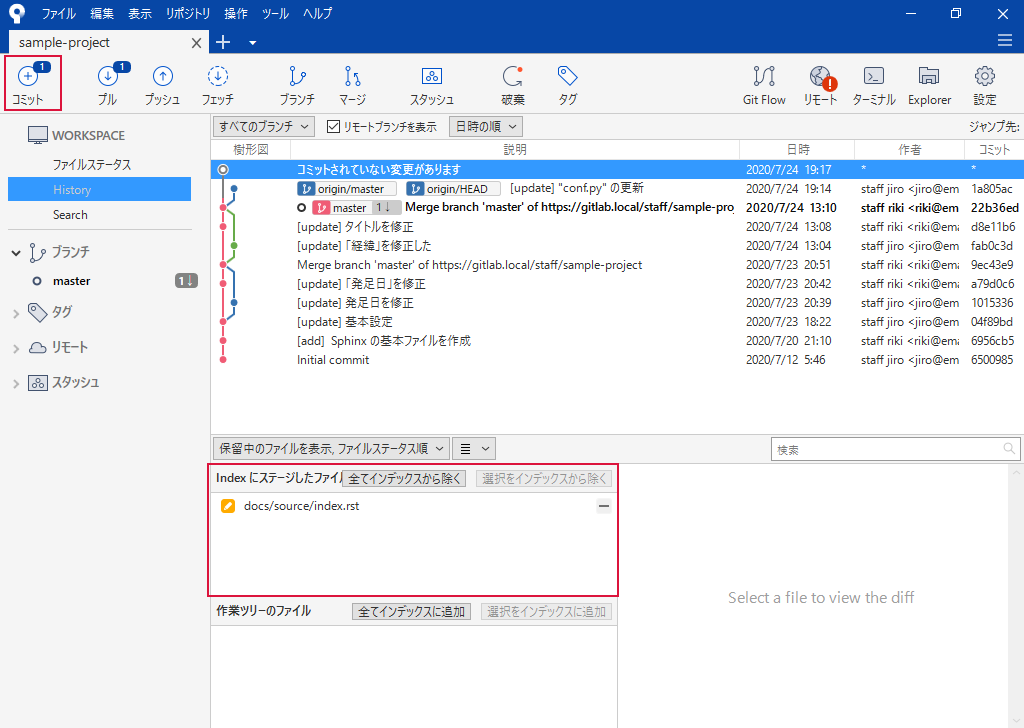 ファイル 編集 表示 リポジトリ 操作 ツール ヘルプ
sample-project
1 1
コミット プル プッシュ フェッチ ブランチ マージ スタッシュ 破棄 タグ Git Flow リモート ターミナル Explorer 設定
WORKSPACE
ファイルステータス
History
Search
ブランチ
master 1↓
タグ
リモート
スタッシュ
すべてのブランチ リモートブランチを表示 日時の順 ジャンプ先:
樹形図 説明 日時 作者 コミット
コミットされていない変更があります 2020/7/24 19:17 * *
origin/master origin/HEAD [update] "conf.py" の更新 2020/7/24 19:14 staff jiro <jiro@em 1a805ac
master 1↓ Merge branch 'master' of https://gitlab.local/staff/sample-proj 2020/7/24 13:10 staff riki <riki@em 22b36ed
[update] タイトルを修正 2020/7/24 13:08 staff riki <riki@ema d8e11b6
[update] 「経緯」を修正した 2020/7/24 13:04 staff jiro <jiro@em fab0c3d
Merge branch 'master' of https://gitlab.local/staff/sample-project 2020/7/23 20:51 staff riki <riki@ema 9ec43e9
[update] 「発足日」を修正 2020/7/23 20:42 staff riki <riki@ema a79d0c6
[update] 発足日を修正 2020/7/23 20:39 staff jiro <jiro@em 1015336
[update] 基本設定 2020/7/23 18:22 staff jiro <jiro@em 04f89bd
[add] Sphinx の基本ファイルを作成 2020/7/20 21:10 staff jiro <jiro@em 6956cb5
Initial commit 2020/7/12 5:46 staff jiro <jiro@em 6500985
保留中のファイルを表示, ファイルステータス順 検索
Index にステージしたファイル 全てインデックスから除く 選択をインデックスから除く
docs/source/index.rst
Select a file to view the diff
作業ツリーのファイル 全てインデックスに追加 選択をインデックスに追加